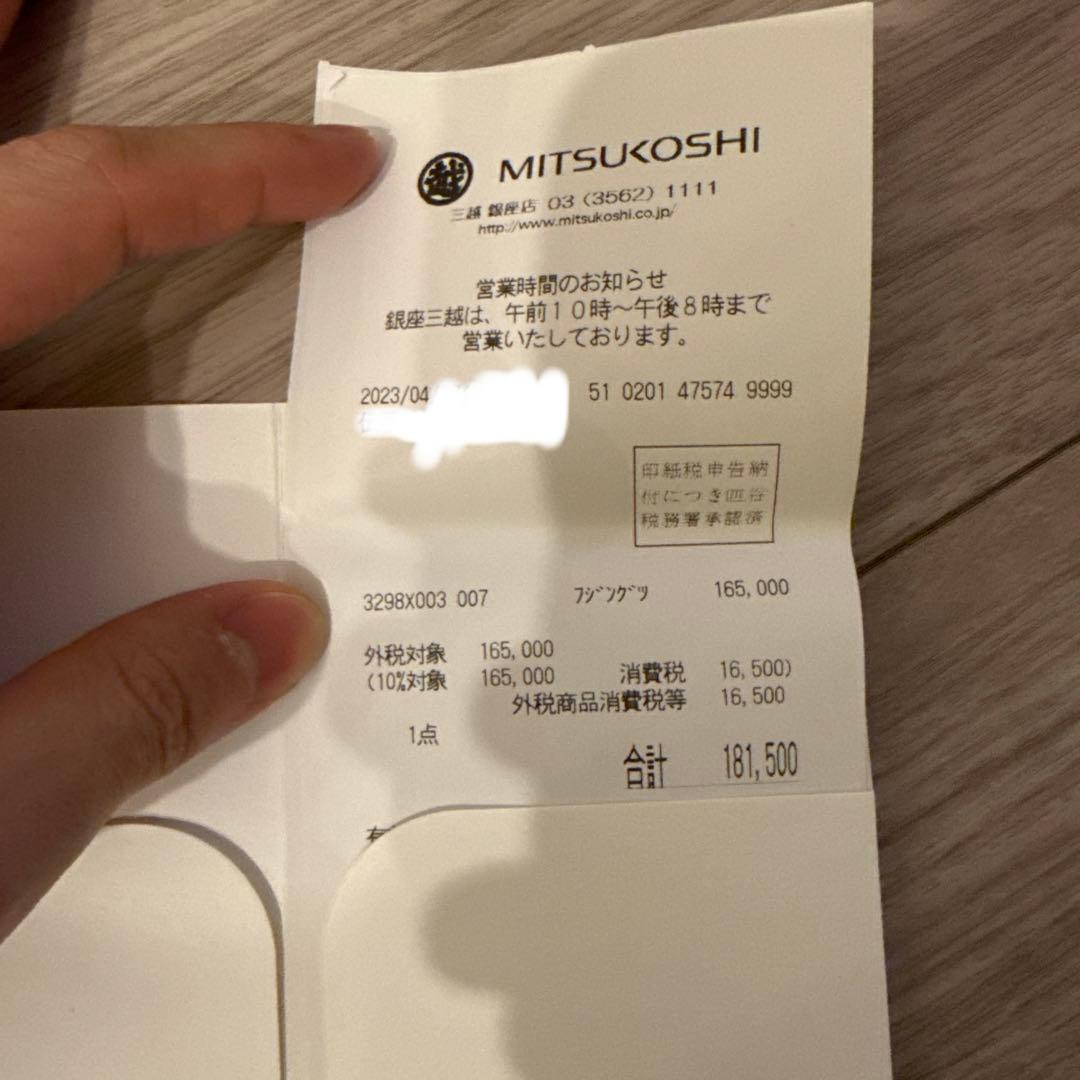 越 MITSUKOSHI
三越 銀座店 03 (3562) 1111
http://www.mitsukoshi.co.jp/
営業時間のお知らせ
銀座三越は、午前10時～午後8時まで
営業いたしております。
2023/04 51 0201 47574 9999
印紙税申告納
付につき四谷
税務署承認済
3298X003 007 フジングツ 165,000
外税対象 165,000
(10%対象 165,000 消費税 16,500)
外税商品消費税等 16,500
1点
合計 181,500